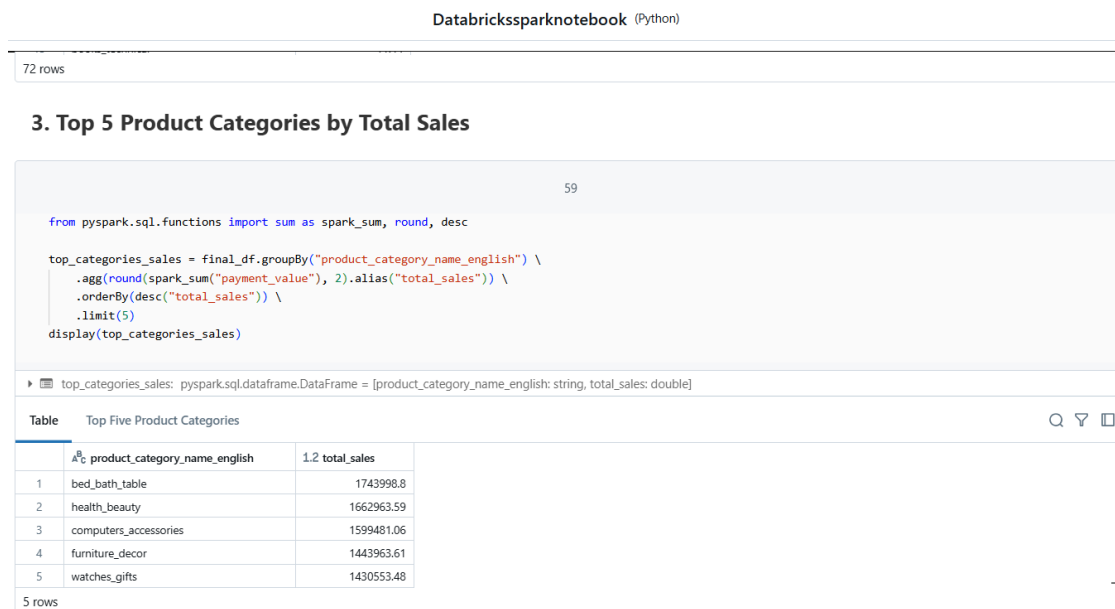 Databrickssparknotebook (Python)
72 rows
3. Top 5 Product Categories by Total Sales
59
from pyspark.sql.functions import sum as spark_sum, round, desc
top_categories_sales = final_df.groupBy("product_category_name_english") \
.agg(round(spark_sum("payment_value"), 2).alias("total_sales")) \
.orderBy(desc("total_sales")) \
.limit(5)
display(top_categories_sales)
top_categories_sales: pyspark.sql.dataframe.DataFrame = [product_category_name_english: string, total_sales: double]
Table Top Five Product Categories
ABC product_category_name_english 1.2 total_sales
1 bed_bath_table 1743998.8
2 health_beauty 1662963.59
3 computers_accessories 1599481.06
4 furniture_decor 1443963.61
5 watches_gifts 1430553.48
5 rows